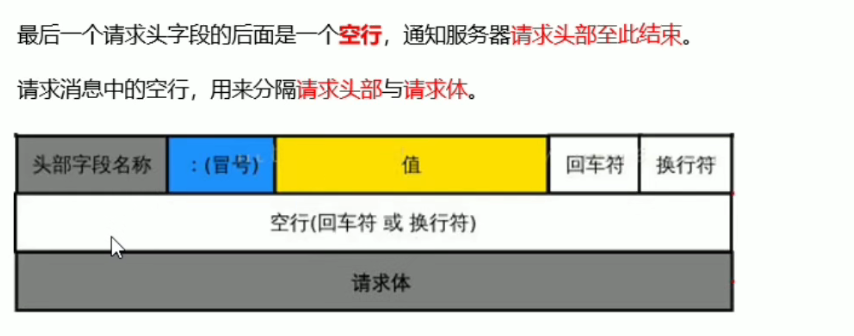 最后一个请求头字段的后面是一个空行，通知服务器请求头部至此结束。
请求消息中的空行，用来分隔请求头部与请求体。
头部字段名称 ：(冒号) 值 回车符 换行符
空行(回车符 或 换行符)
请求体